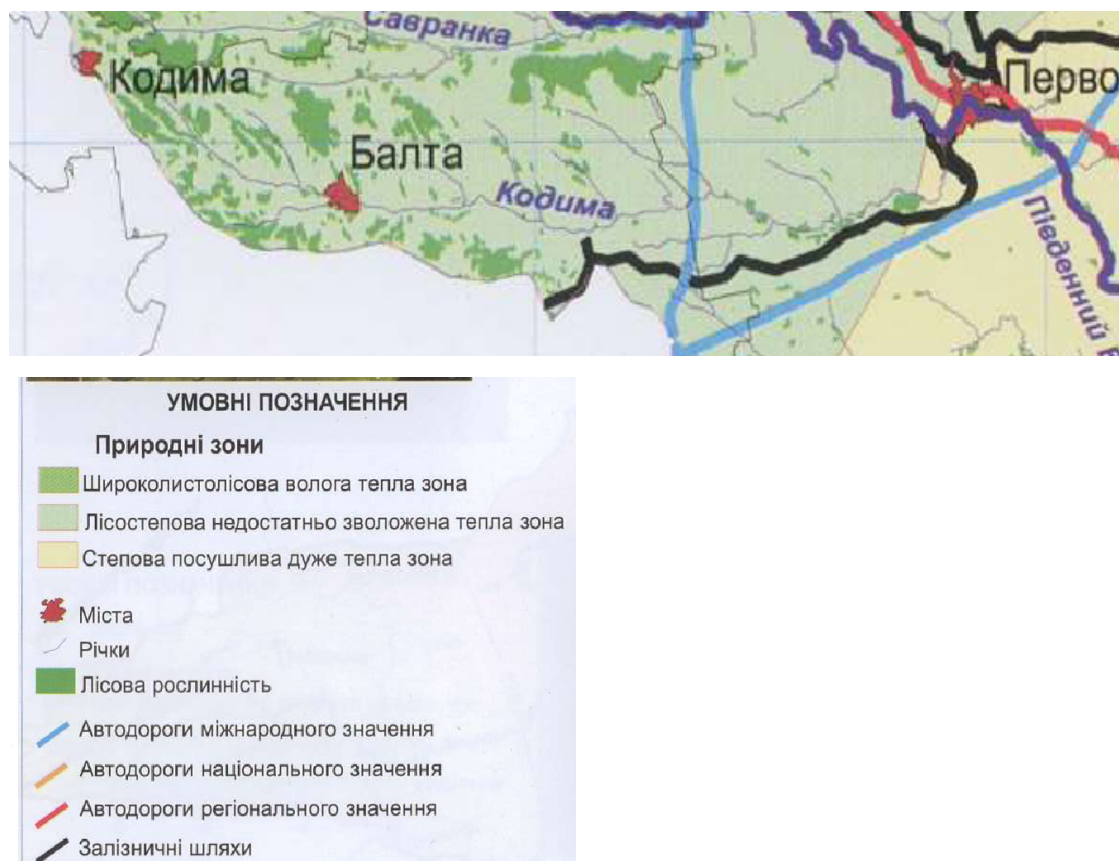 Савранка
Кодима
Перво
Балта
Кодима
Південний Б
УМОВНІ ПОЗНАЧЕННЯ
Природні зони
Широколистолісова волога тепла зона
Лісостепова недостатньо зволожена тепла зона
Степова посушлива дуже тепла зона
Міста
Річки
Лісова рослинність
Автодороги міжнародного значення
Автодороги національного значення
Автодороги регіонального значення
Залізничні шляхи